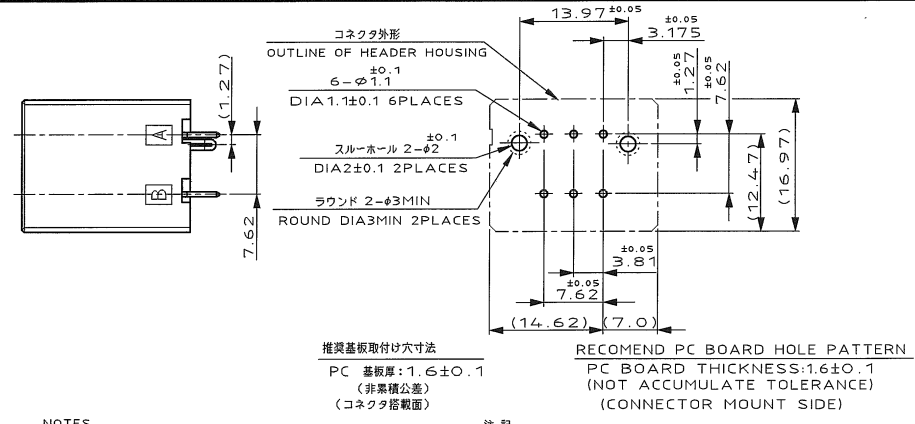 13.97±0.05
±0.05
3.175
コネクタ外形
OUTLINE OF HEADER HOUSING
±0.1
6-φ1.1
DIA1.1±0.1 6PLACES
±0.05
1.27
±0.05
7.62
(1.27)
A
±0.1
スルーホール 2-φ2
DIA2±0.1 2PLACES
(12.47)
(16.97)
B
ラウンド 2-φ3MIN
ROUND DIA3MIN 2PLACES
7.62
±0.05
3.81
±0.05
7.62
(14.62)
(7.0)
推奨基板取付け穴寸法
PC 基板厚:1.6±0.1
(非累積公差)
(コネクタ搭載面)
RECOMEND PC BOARD HOLE PATTERN
PC BOARD THICKNESS:1.6±0.1
(NOT ACCUMULATE TOLERANCE)
(CONNECTOR MOUNT SIDE)
NOTES
注記